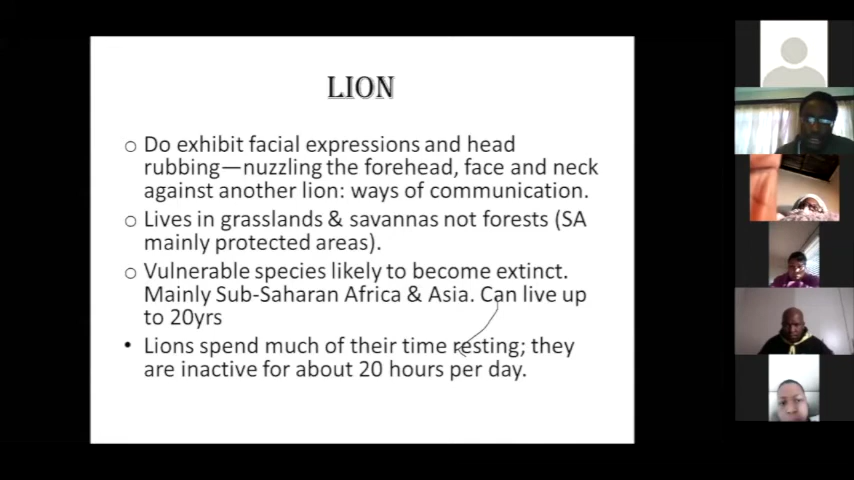 LION
○ Do exhibit facial expressions and head
rubbing—nuzzling the forehead, face and neck
against another lion: ways of communication.
○ Lives in grasslands & savannas not forests (SA
mainly protected areas).
○ Vulnerable species likely to become extinct.
Mainly Sub-Saharan Africa & Asia. Can live up
to 20yrs
• Lions spend much of their time resting; they
are inactive for about 20 hours per day.